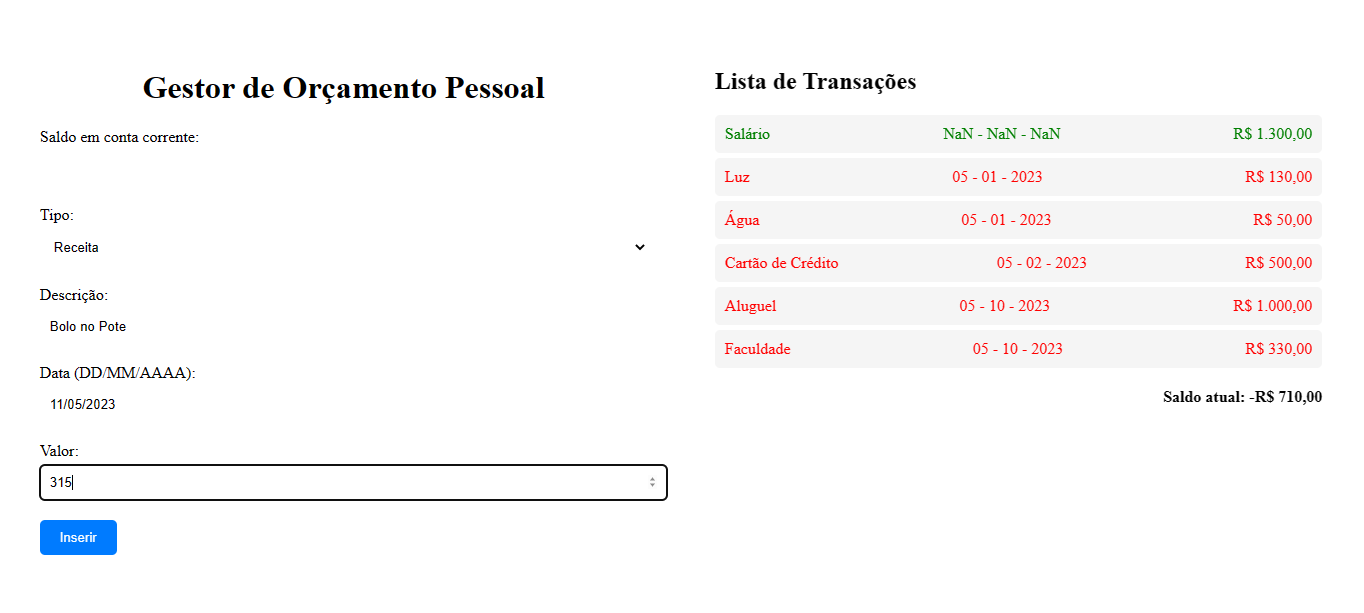 Gestor de Orçamento Pessoal
Saldo em conta corrente:
Tipo:
Receita
Descrição:
Bolo no Pote
Data (DD/MM/AAAA):
11/05/2023
Valor:
315
Inserir
Lista de Transações
Salário NaN - NaN - NaN R$ 1.300,00
Luz 05 - 01 - 2023 R$ 130,00
Água 05 - 01 - 2023 R$ 50,00
Cartão de Crédito 05 - 02 - 2023 R$ 500,00
Aluguel 05 - 10 - 2023 R$ 1.000,00
Faculdade 05 - 10 - 2023 R$ 330,00
Saldo atual: -R$ 710,00